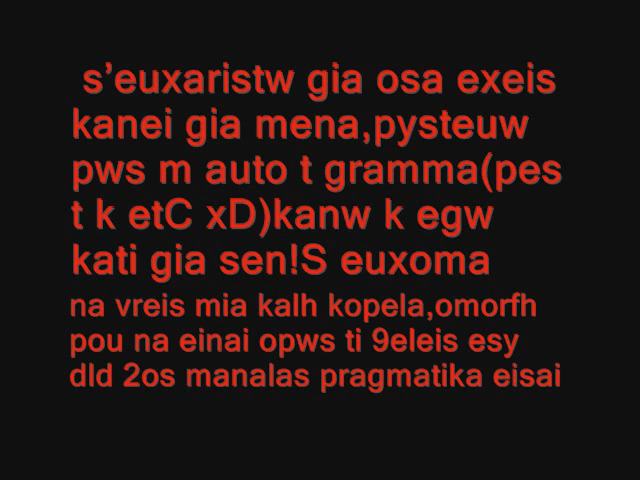 s’euxaristw gia osa exeis
kanei gia mena,pysteuw
pws m auto t gramma(pes
t k etC xD)kanw k egw
kati gia sen!S euxoma
na vreis mia kalh kopela,omorfh
pou na einai opws ti 9eleis esy
dld 2os manalas pragmatika eisai